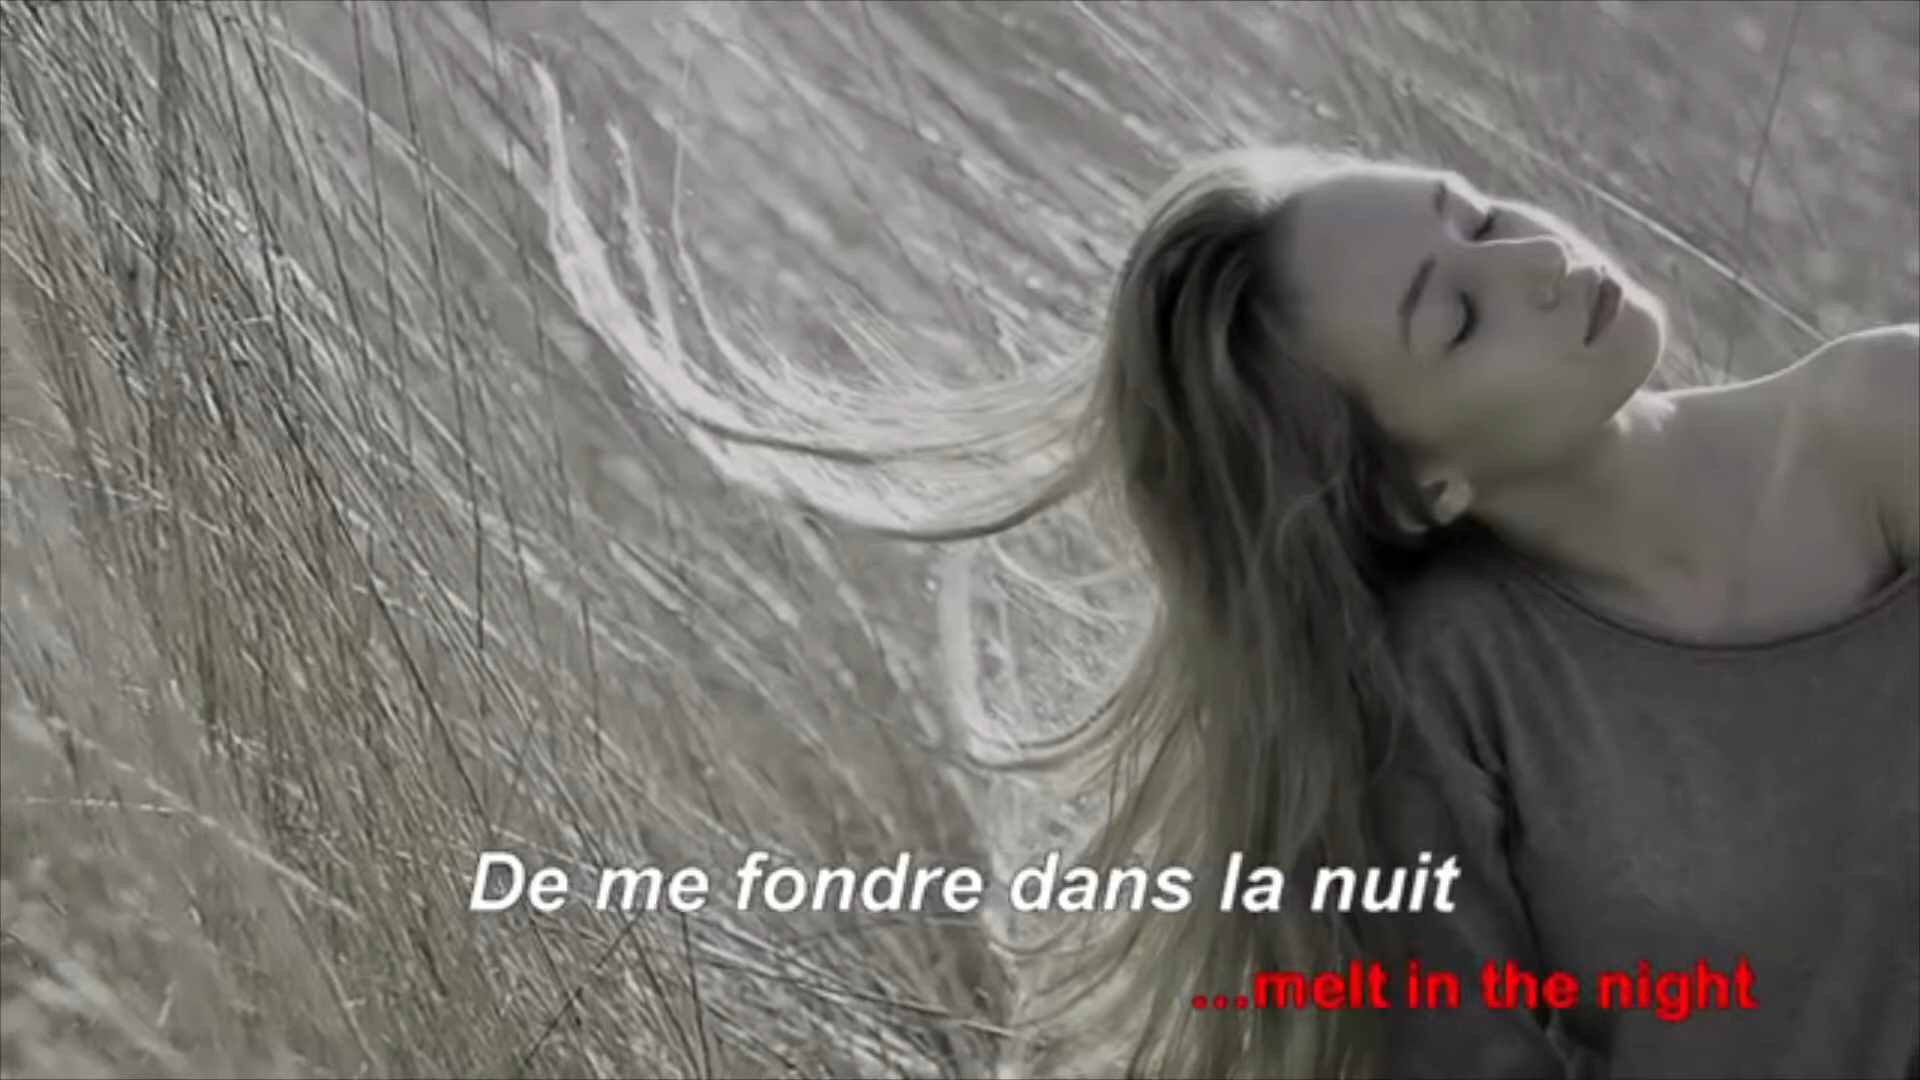 De me fondre dans la nuit
...melt in the night